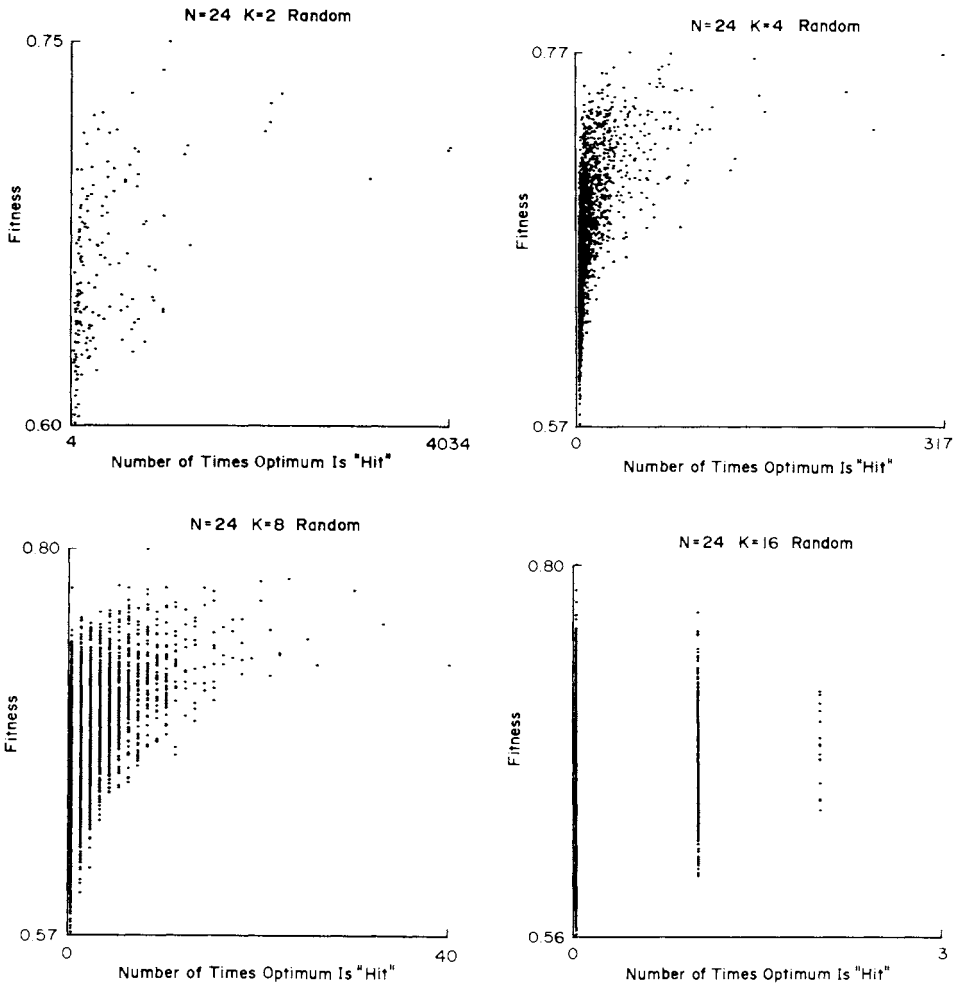 N=24 K=2 Random
0.75
Fitness
0.60
4 4034
Number of Times Optimum Is "Hit"
N=24 K=4 Random
0.77
Fitness
0.57
0 317
Number of Times Optimum Is "Hit"
N=24 K=8 Random
0.80
Fitness
0.57
0 40
Number of Times Optimum Is "Hit"
N=24 K=16 Random
0.80
Fitness
0.56
0 3
Number of Times Optimum Is "Hit"